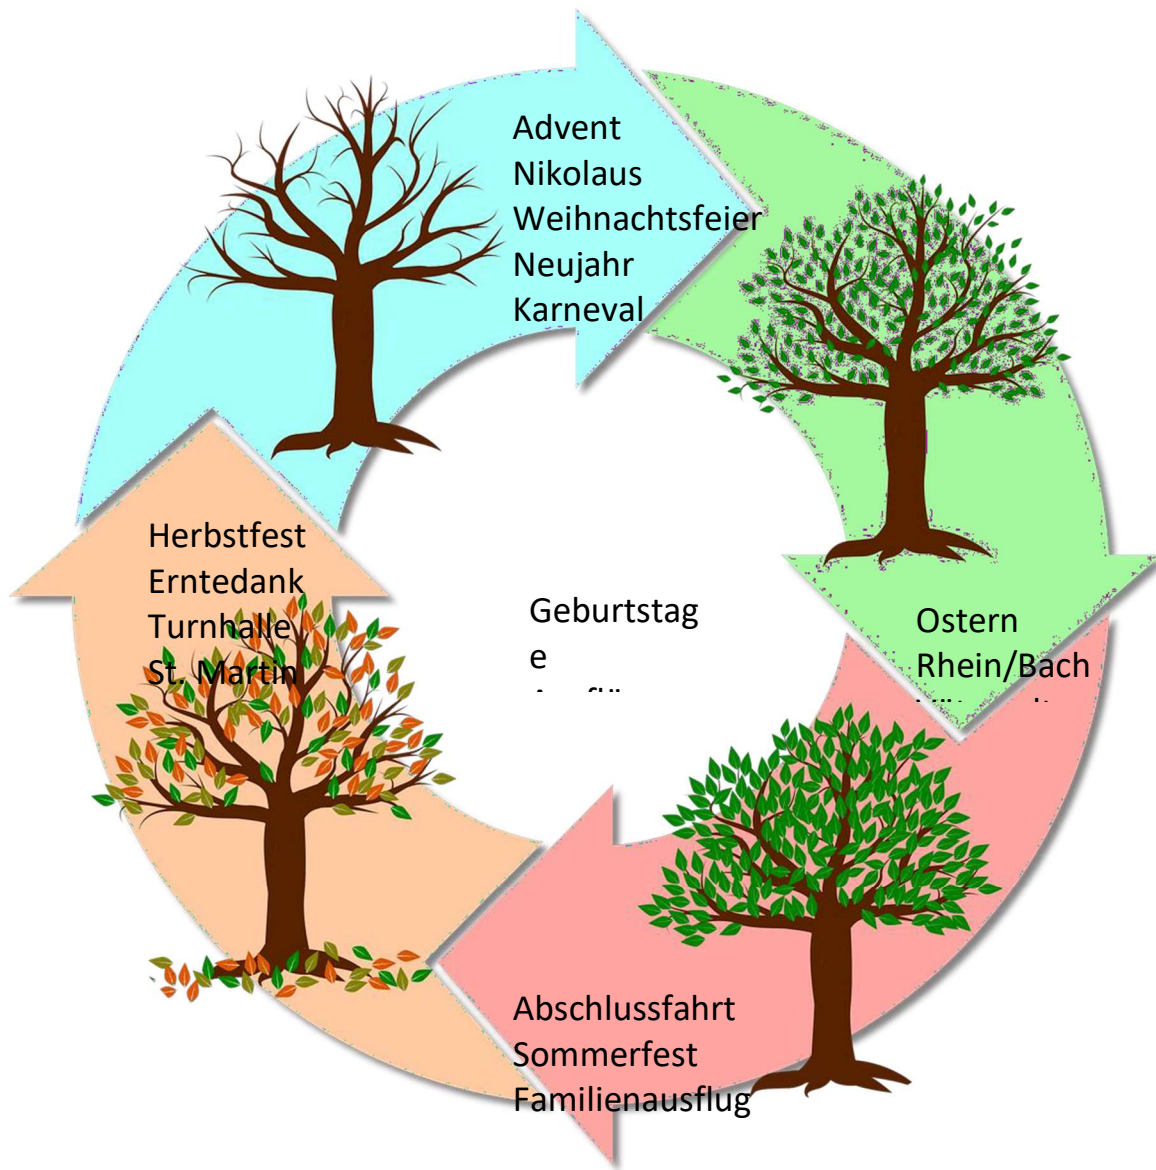 Advent
Nikolaus
Weihnachtsfeier
Neujahr
Karneval
Herbstfest
Erntedank
Turnhalle
St. Martin
Geburtstag
e
Ostern
Rhein/Bach
Abschlussfahrt
Sommerfest
Familienausflug